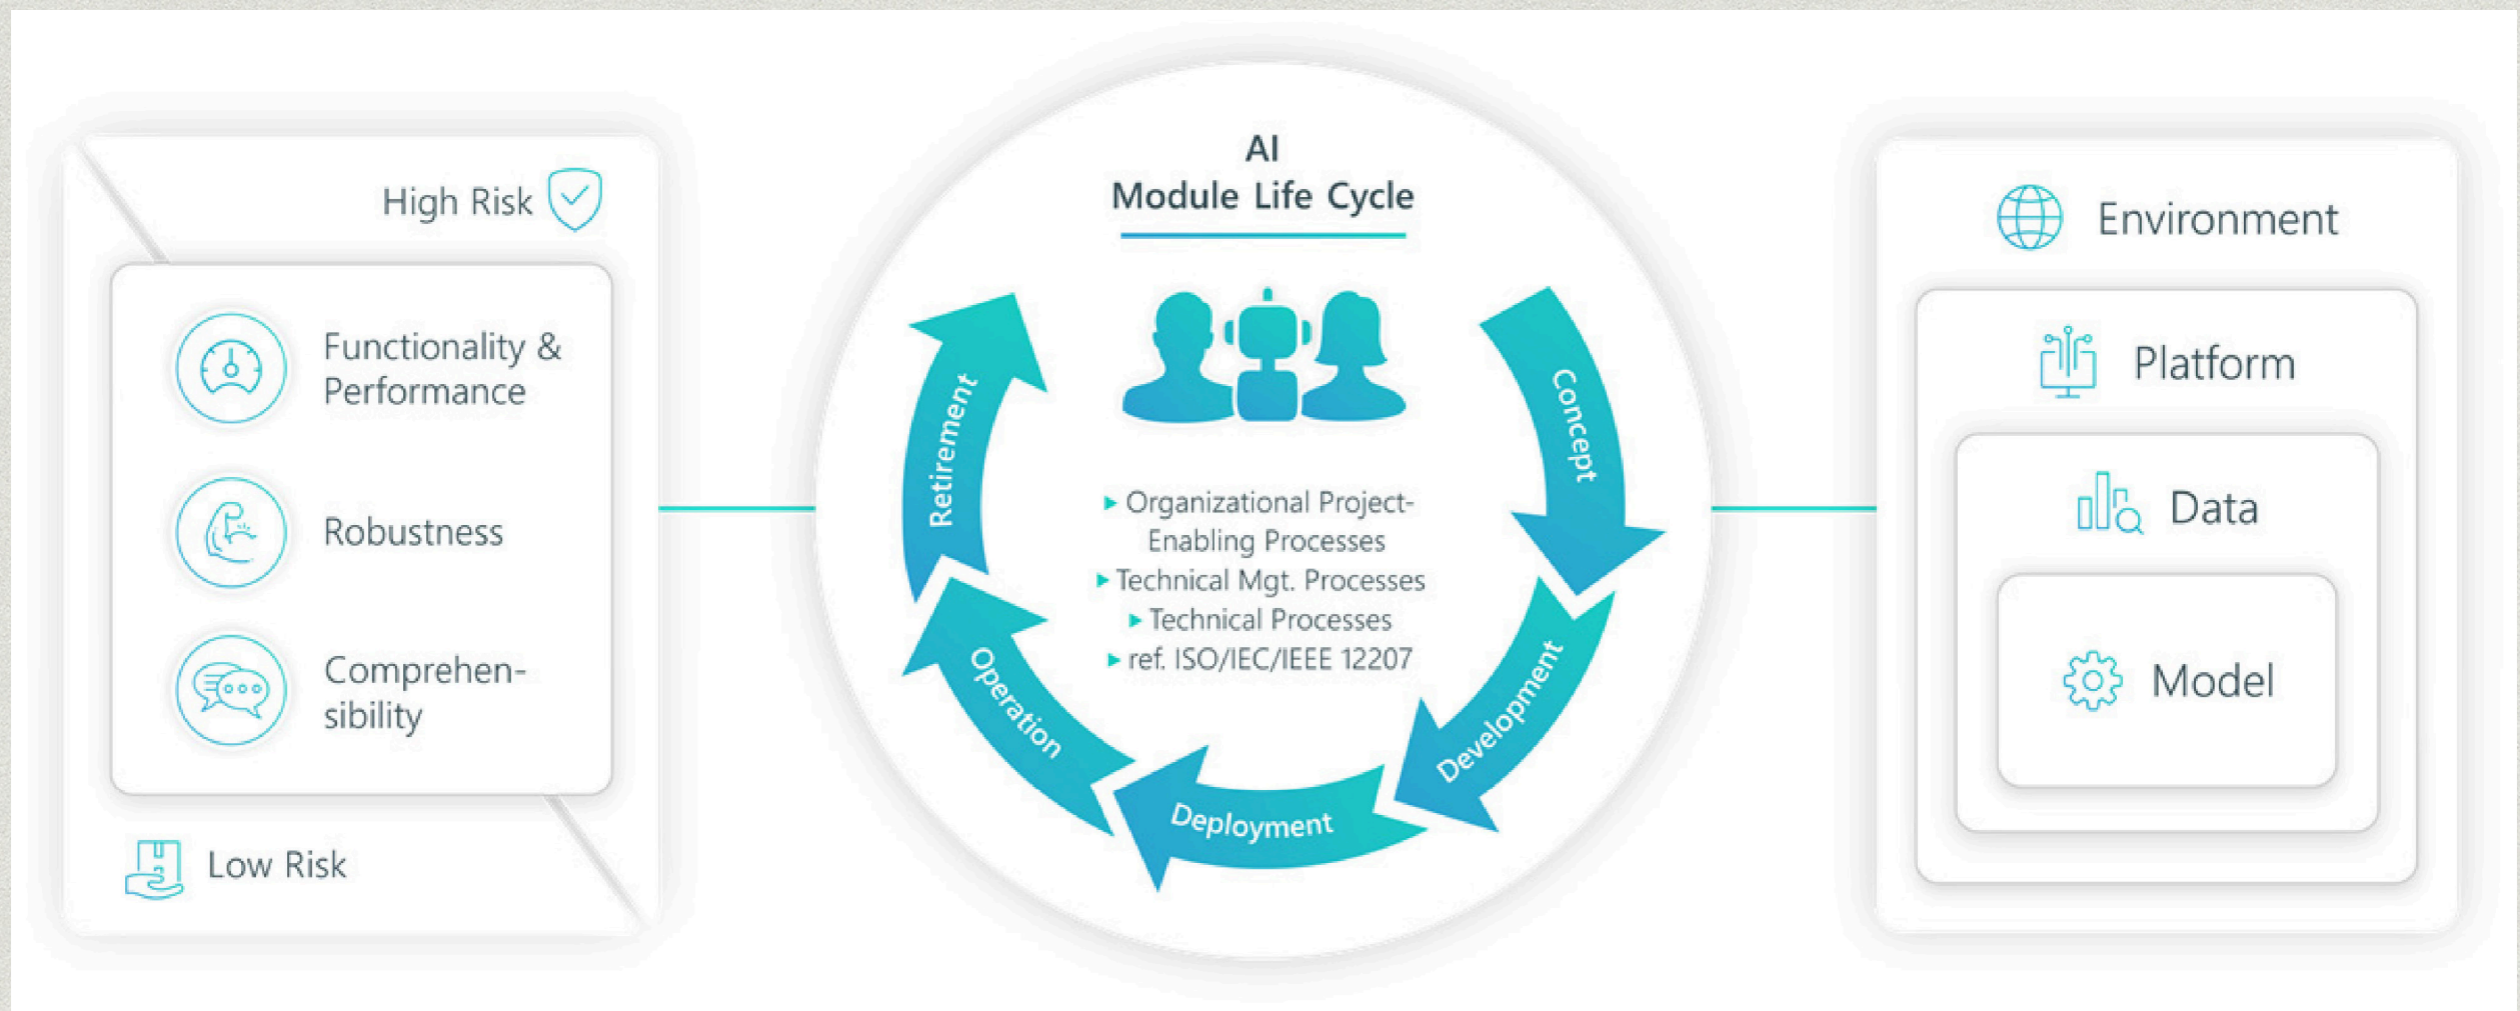 High Risk
Functionality &
Performance
Robustness
Comprehen-
sibility
Low Risk
AI
Module Life Cycle
Concept
Development
Deployment
Operation
Retirement
▸ Organizational Project-
Enabling Processes
▸ Technical Mgt. Processes
▸ Technical Processes
▸ ref. ISO/IEC/IEEE 12207
Environment
Platform
Data
Model